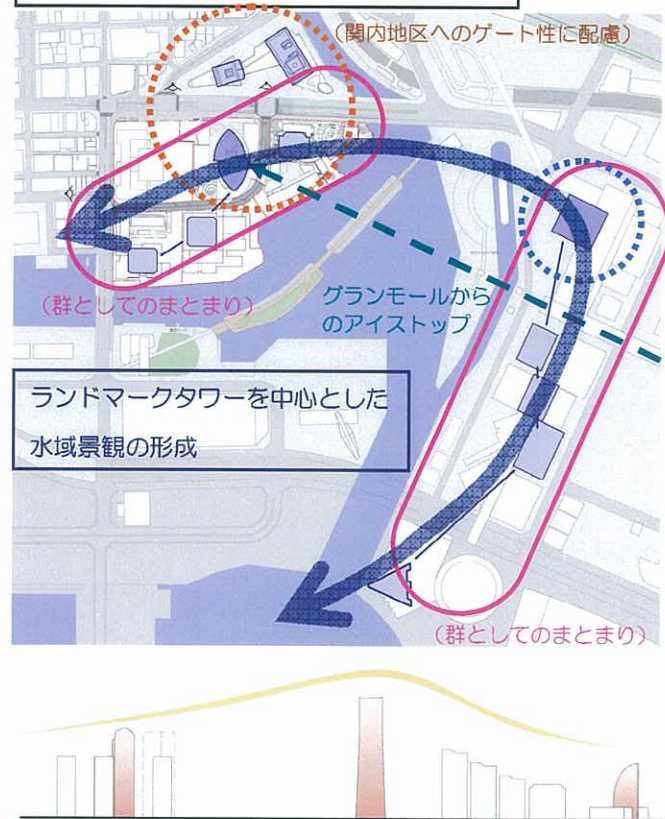 (関内地区へのゲート性に配慮)
(群としてのまとまり)
グランモールから
のアイストップ
ランドマークタワーを中心とした
水域景観の形成
(群としてのまとまり)